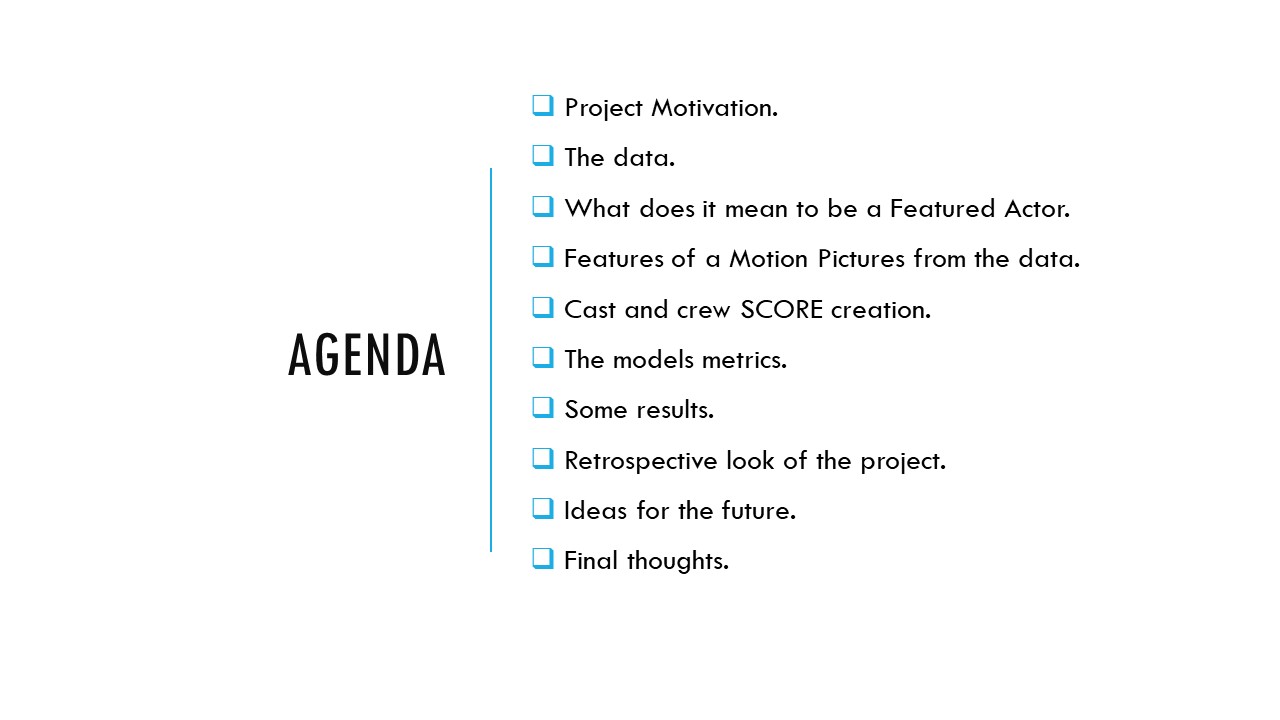 AGENDA
❑ Project Motivation.
❑ The data.
❑ What does it mean to be a Featured Actor.
❑ Features of a Motion Pictures from the data.
❑ Cast and crew SCORE creation.
❑ The models metrics.
❑ Some results.
❑ Retrospective look of the project.
❑ Ideas for the future.
❑ Final thoughts.